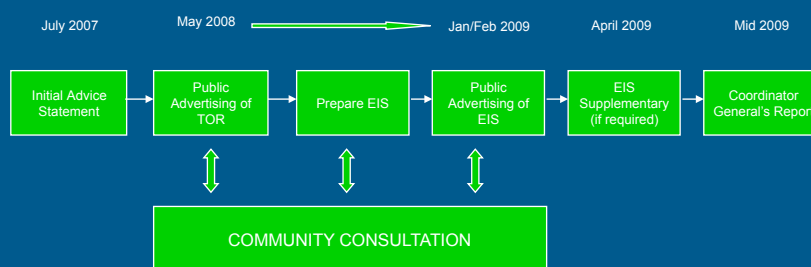 July 2007
May 2008
Jan/Feb 2009
April 2009
Mid 2009
Initial Advice
Statement
Public
Advertising of
TOR
Prepare EIS
Public
Advertising of
EIS
EIS
Supplementary
(if required)
Coordinator
General's Repor
COMMUNITY CONSULTATION